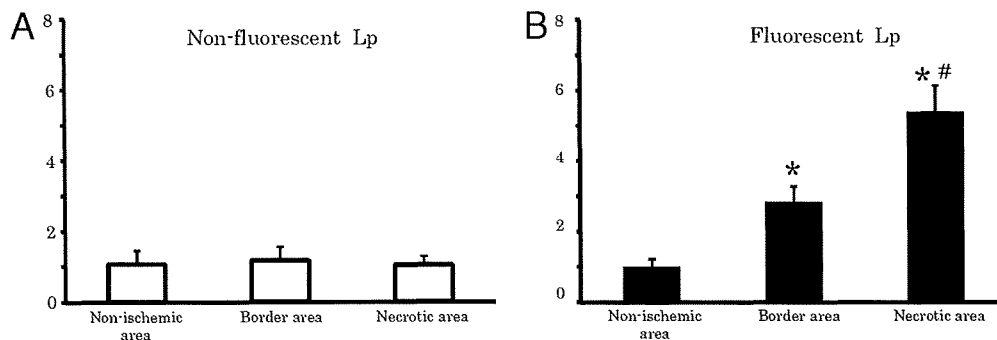 A
Non-fluorescent Lp
8
6
4
2
0
Non-ischemic
area
Border area
Necrotic area
B
Fluorescent Lp
8
6
4
2
0
*
* #
Non-ischemic
area
Border area
Necrotic area